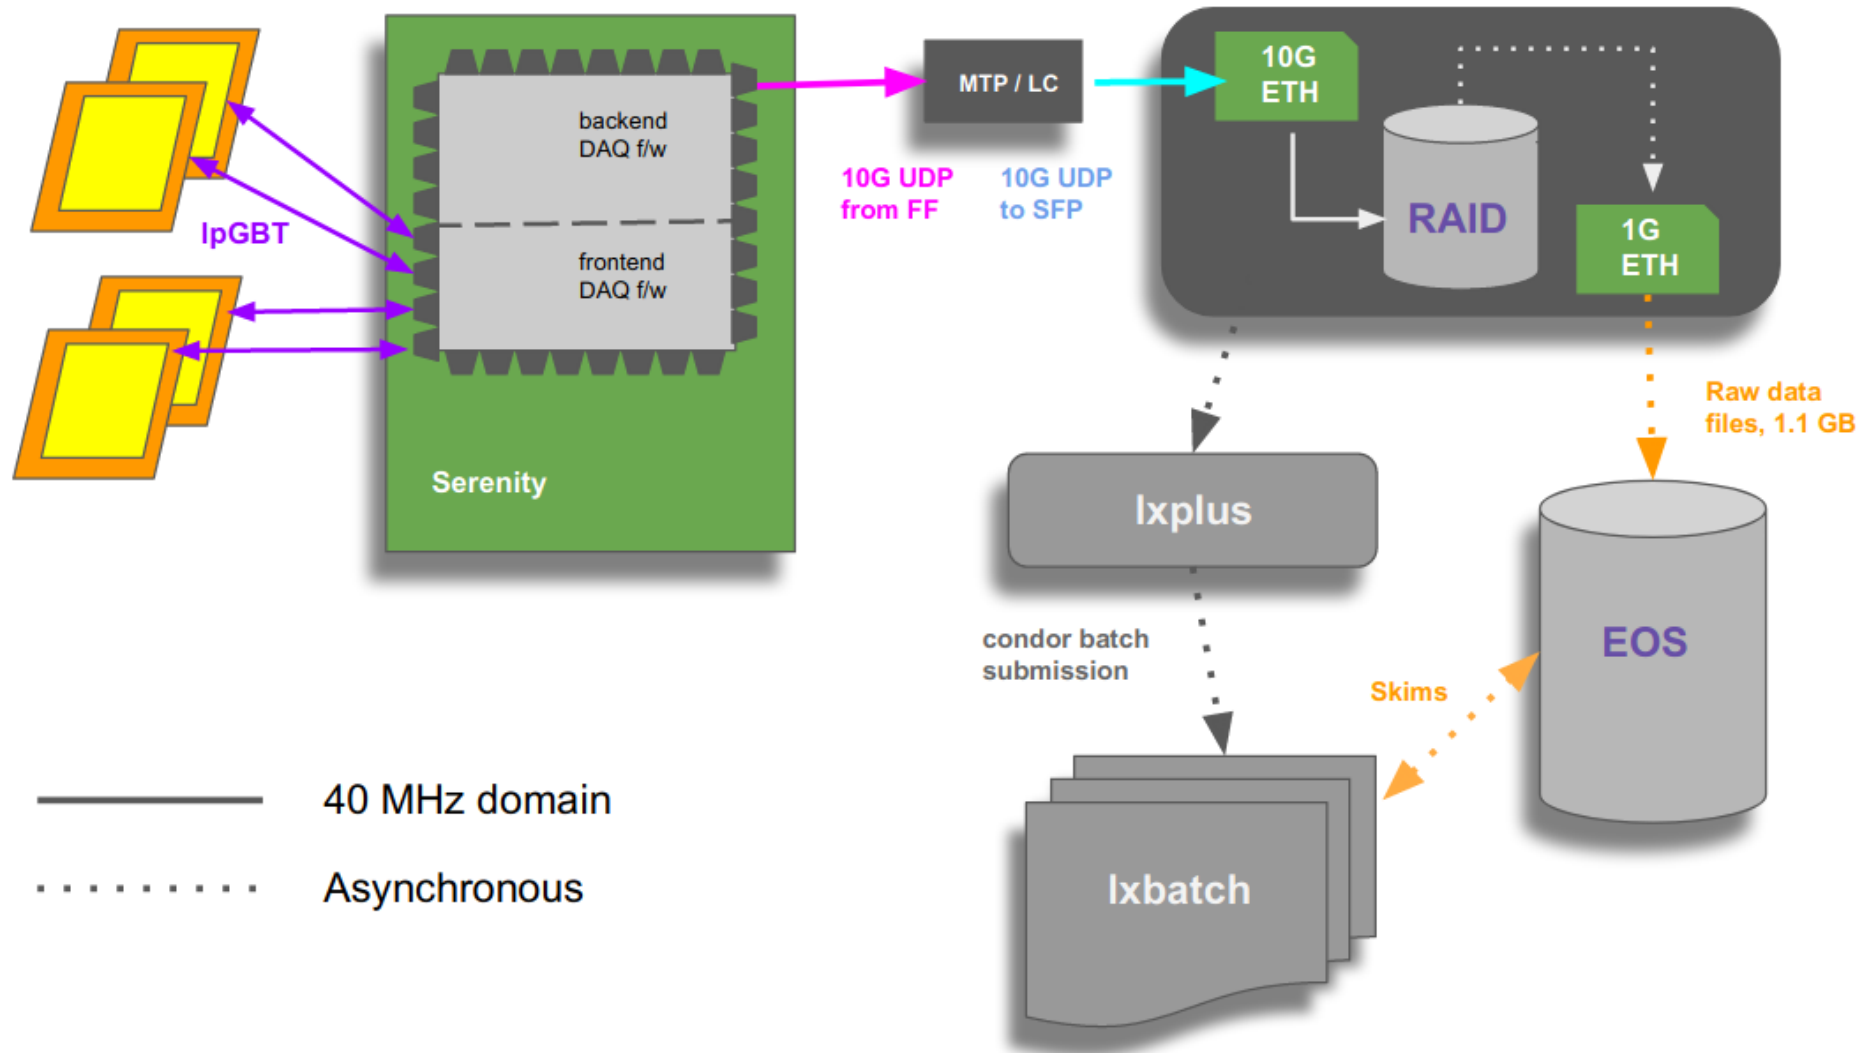 lpGBT
backend
DAQ f/w
frontend
DAQ f/w
Serenity
MTP / LC
10G UDP
from FF
10G UDP
to SFP
10G
ETH
RAID
1G
ETH
Raw data
files, 1.1 GB
lxplus
condor batch
submission
Skims
EOS
lxbatch
40 MHz domain
Asynchronous